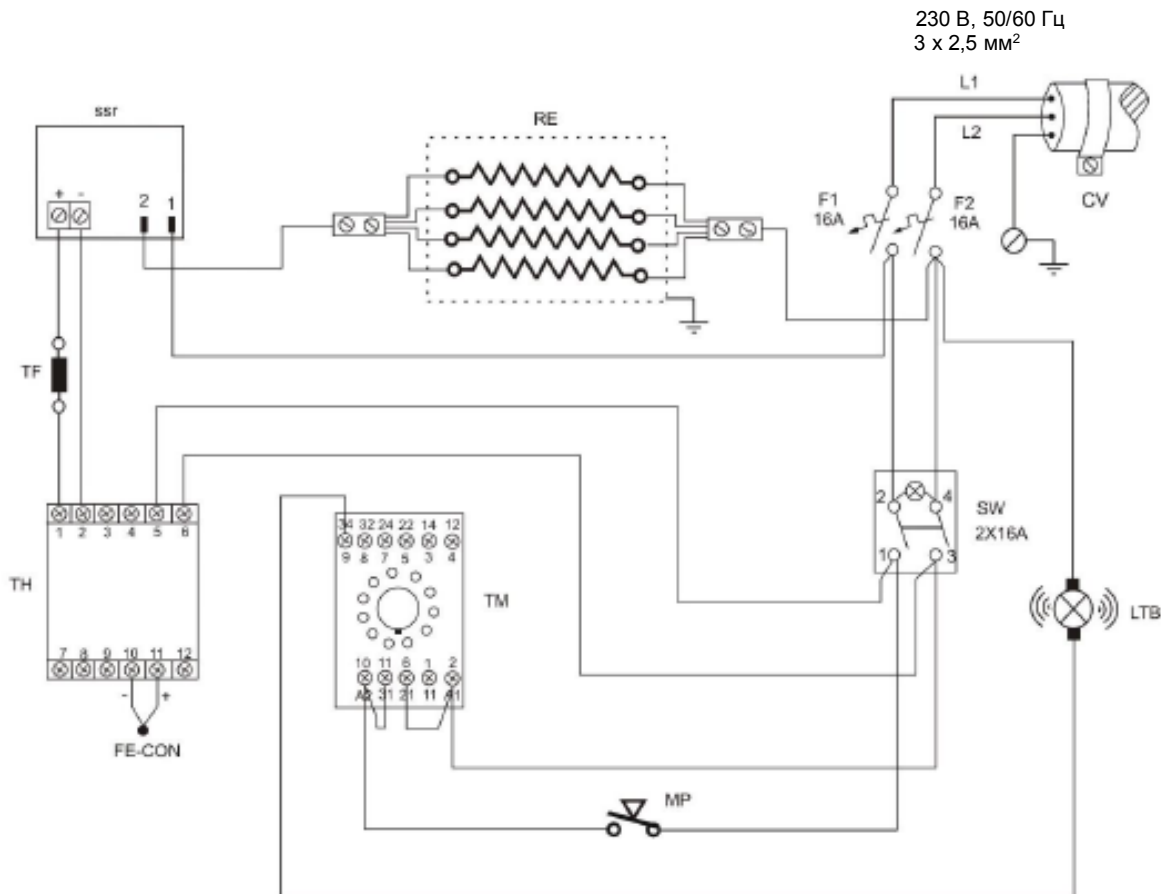 230 В, 50/60 Гц
3 x 2,5 мм²
L1
L2
CV
ssr
+ -
2 1
RE
F1
16A
F2
16A
TF
2 4
SW
2X16A
1 3
LTB
1 2 3 4 5 6
TH
7 8 9 10 11 12
- +
FE-CON
34 32 24 22 14 12
9 8 7 5 3 4
TM
10 11 6 1 2
A2 31 21 11 A1
MP